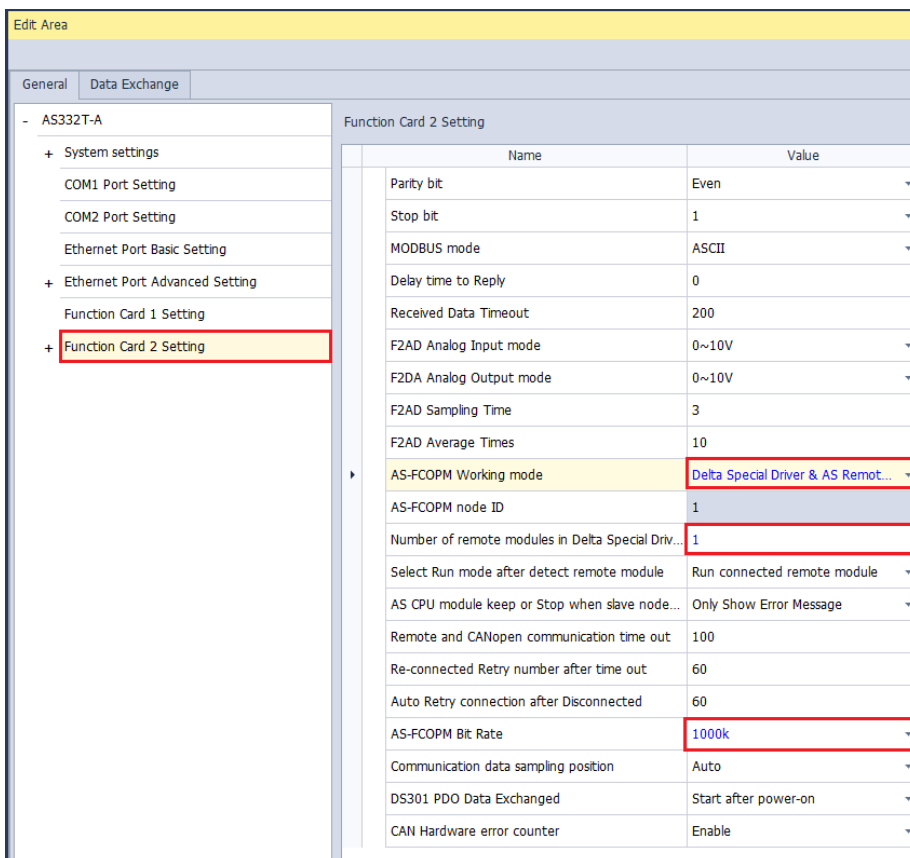 Edit Area
General Data Exchange
- AS332T-A
+ System settings
COM1 Port Setting
COM2 Port Setting
Ethernet Port Basic Setting
+ Ethernet Port Advanced Setting
Function Card 1 Setting
+ Function Card 2 Setting
Function Card 2 Setting
Name Value
Parity bit Even
Stop bit 1
MODBUS mode ASCII
Delay time to Reply 0
Received Data Timeout 200
F2AD Analog Input mode 0~10V
F2DA Analog Output mode 0~10V
F2AD Sampling Time 3
F2AD Average Times 10
AS-FCOPM Working mode Delta Special Driver & AS Remot...
AS-FCOPM node ID 1
Number of remote modules in Delta Special Driv... 1
Select Run mode after detect remote module Run connected remote module
AS CPU module keep or Stop when slave node... Only Show Error Message
Remote and CANopen communication time out 100
Re-connected Retry number after time out 60
Auto Retry connection after Disconnected 60
AS-FCOPM Bit Rate 1000k
Communication data sampling position Auto
DS301 PDO Data Exchanged Start after power-on
CAN Hardware error counter Enable